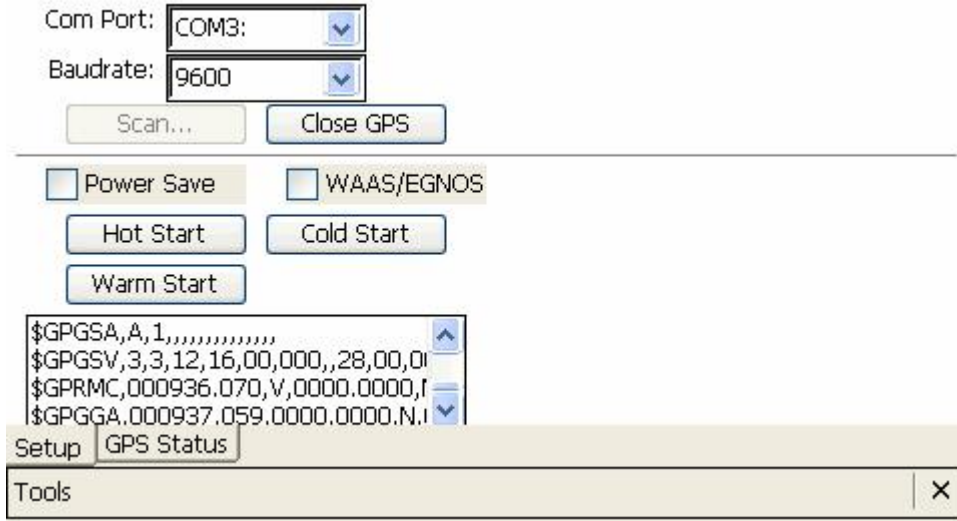 Com Port: COM3:
Baudrate: 9600
Scan... Close GPS
Power Save WAAS/EGNOS
Hot Start Cold Start
Warm Start
$GPGSA,A,1,,,,,,,,,,,,,,
$GPGSV,3,3,12,16,00,000,,28,00,0
$GPRMC,000936.070,V,0000.0000,
$GPGGA,000937.059,0000.0000,N,
Setup GPS Status
Tools